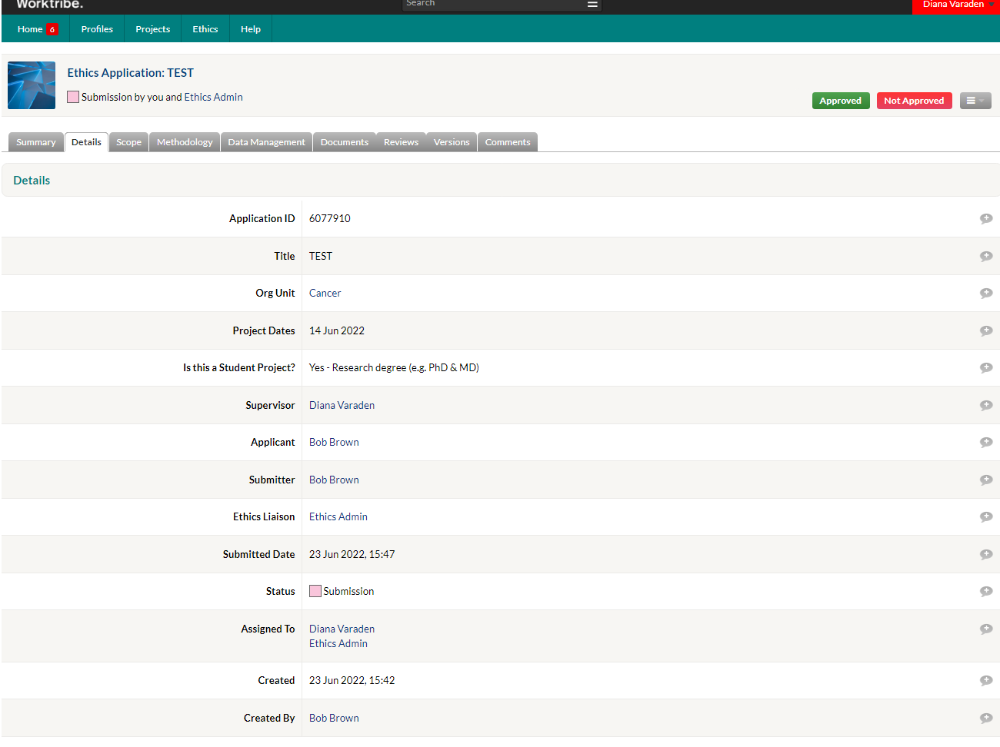 Worktribe.
Search
Diana Varaden
Home 6 Profiles Projects Ethics Help
Ethics Application: TEST
Submission by you and Ethics Admin
Approved Not Approved
Summary Details Scope Methodology Data Management Documents Reviews Versions Comments
Details
Application ID 6077910
Title TEST
Org Unit Cancer
Project Dates 14 Jun 2022
Is this a Student Project? Yes - Research degree (e.g. PhD & MD)
Supervisor Diana Varaden
Applicant Bob Brown
Submitter Bob Brown
Ethics Liaison Ethics Admin
Submitted Date 23 Jun 2022, 15:47
Status Submission
Assigned To Diana Varaden
Ethics Admin
Created 23 Jun 2022, 15:42
Created By Bob Brown